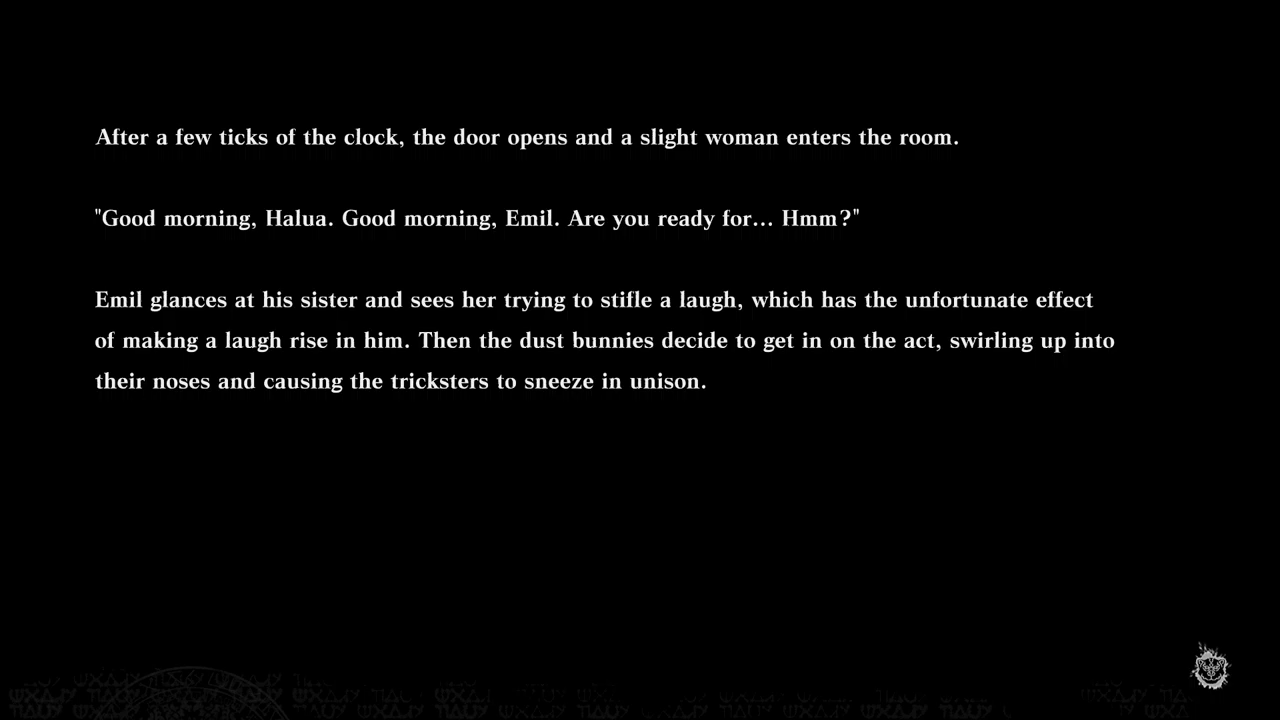 After a few ticks of the clock, the door opens and a slight woman enters the room.
"Good morning, Halua. Good morning, Emil. Are you ready for... Hmm?"
Emil glances at his sister and sees her trying to stifle a laugh, which has the unfortunate effect
of making a laugh rise in him. Then the dust bunnies decide to get in on the act, swirling up into
their noses and causing the tricksters to sneeze in unison.